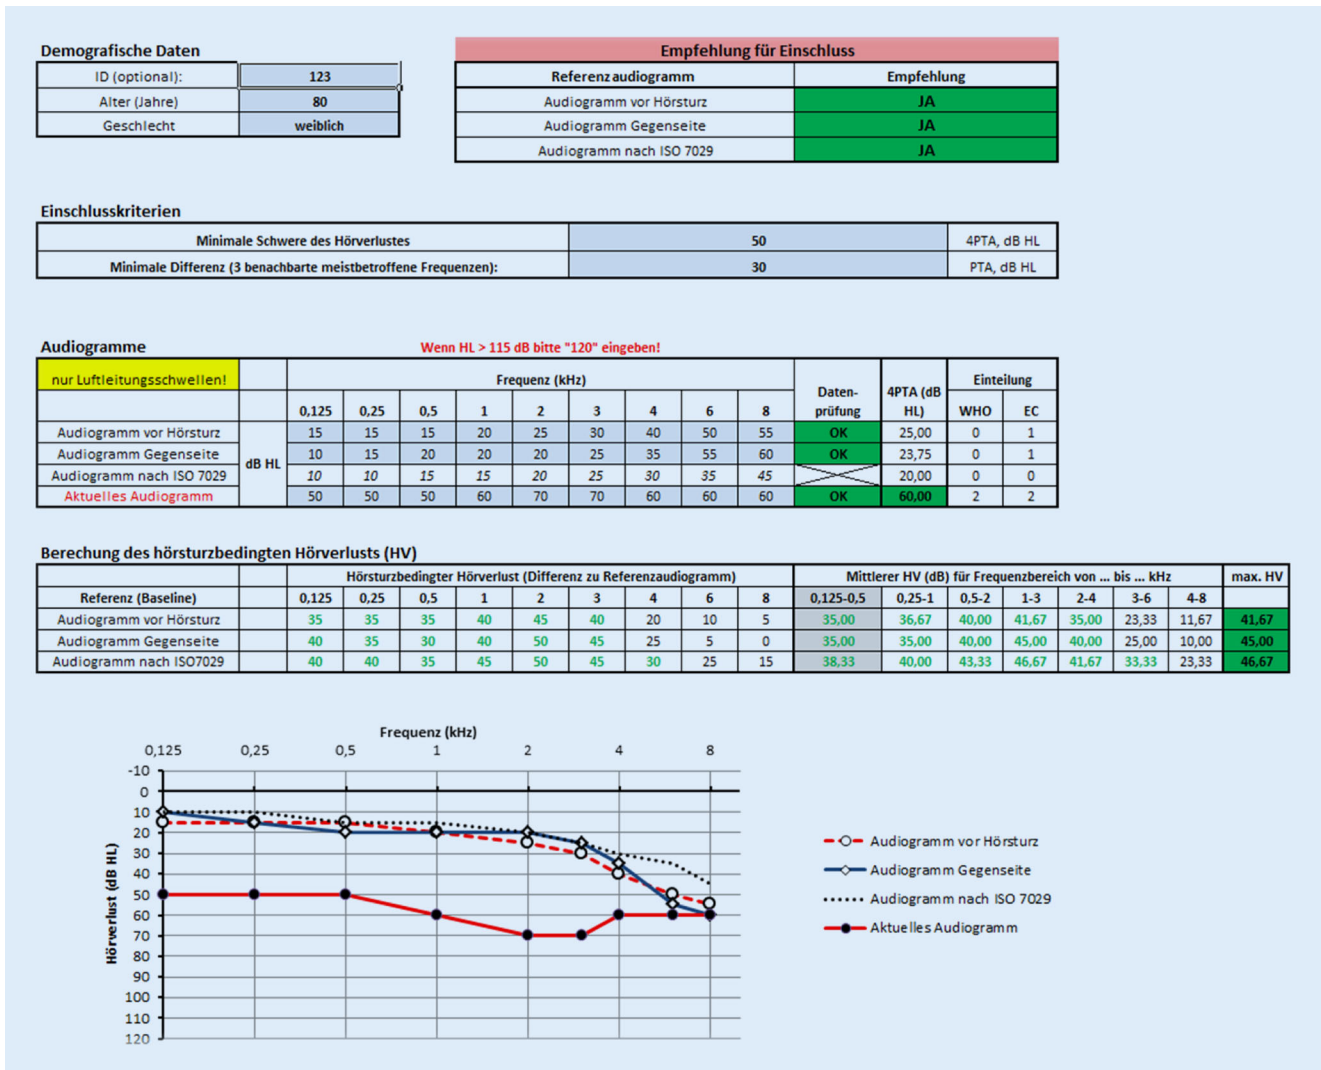 Demografische Daten
ID (optional): 123
Alter (Jahre) 80
Geschlecht weiblich
Empfehlung für Einschluss
Referenzaudiogramm Empfehlung
Audiogramm vor Hörsturz JA
Audiogramm Gegenseite JA
Audiogramm nach ISO 7029 JA
Einschlusskriterien
Minimale Schwere des Hörverlustes 50 4PTA, dB HL
Minimale Differenz (3 benachbarte meistbetroffene Frequenzen): 30 PTA, dB HL
Audiogramme
Wenn HL > 115 dB bitte "120" eingeben!
nur Luftleitungsschwellen! Frequenz (kHz) Daten-prüfung 4PTA (dB HL) Einteilung
0,125 0,25 0,5 1 2 3 4 6 8 WHO EC
dB HL
Audiogramm vor Hörsturz 15 15 15 20 25 30 40 50 55 OK 25,00 0 1
Audiogramm Gegenseite 10 15 20 20 20 25 35 55 60 OK 23,75 0 1
Audiogramm nach ISO 7029 10 10 15 15 20 25 30 35 45 20,00 0 0
Aktuelles Audiogramm 50 50 50 60 70 70 60 60 60 OK 60,00 2 2
Berechung des hörsturzbedingten Hörverlusts (HV)
Hörsturzbedingter Hörverlust (Differenz zu Referenzaudiogramm) Mittlerer HV (dB) für Frequenzbereich von ... bis ... kHz max. HV
Referenz (Baseline) 0,125 0,25 0,5 1 2 3 4 6 8 0,125-0,5 0,25-1 0,5-2 1-3 2-4 3-6 4-8
Audiogramm vor Hörsturz 35 35 35 40 45 40 20 10 5 35,00 36,67 40,00 41,67 35,00 23,33 11,67 41,67
Audiogramm Gegenseite 40 35 30 40 50 45 25 5 0 35,00 35,00 40,00 45,00 40,00 25,00 10,00 45,00
Audiogramm nach ISO7029 40 40 35 45 50 45 30 25 15 38,33 40,00 43,33 46,67 41,67 33,33 23,33 46,67
Frequenz (kHz)
0,125 0,25 0,5 1 2 4 8
Hörverlust (dB HL)
-10
0
10
20
30
40
50
60
70
80
90
100
110
120
Audiogramm vor Hörsturz
Audiogramm Gegenseite
Audiogramm nach ISO 7029
Aktuelles Audiogramm